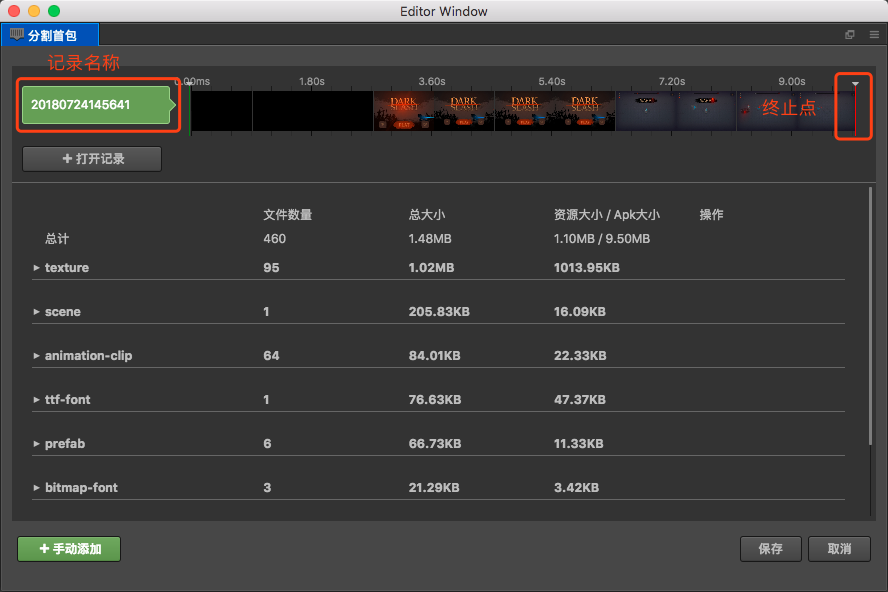 Editor Window
分割首包
记录名称
0.00ms 1.80s 3.60s 5.40s 7.20s 9.00s
20180724145641
DARK SLASH DARK SLASH DARK SLASH DARK SLASH
PLAY PLAY PLAY PLAY
终止点
+ 打开记录
文件数量 总大小 资源大小 / Apk大小 操作
总计 460 1.48MB 1.10MB / 9.50MB
texture 95 1.02MB 1013.95KB
scene 1 205.83KB 16.09KB
animation-clip 64 84.01KB 22.33KB
ttf-font 1 76.63KB 47.37KB
prefab 6 66.73KB 11.33KB
bitmap-font 3 21.29KB 3.42KB
+ 手动添加 保存 取消